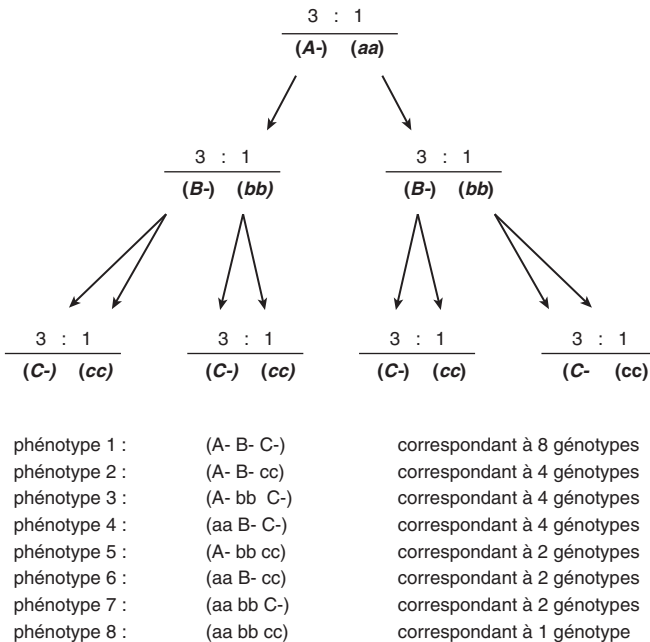 3 : 1
(A-) (aa)
3 : 1 3 : 1
(B-) (bb) (B-) (bb)
3 : 1 3 : 1 3 : 1 3 : 1
(C-) (cc) (C-) (cc) (C-) (cc) (C- (cc)
phénotype 1 : (A- B- C-) correspondant à 8 génotypes
phénotype 2 : (A- B- cc) correspondant à 4 génotypes
phénotype 3 : (A- bb C-) correspondant à 4 génotypes
phénotype 4 : (aa B- C-) correspondant à 4 génotypes
phénotype 5 : (A- bb cc) correspondant à 2 génotypes
phénotype 6 : (aa B- cc) correspondant à 2 génotypes
phénotype 7 : (aa bb C-) correspondant à 2 génotypes
phénotype 8 : (aa bb cc) correspondant à 1 génotype